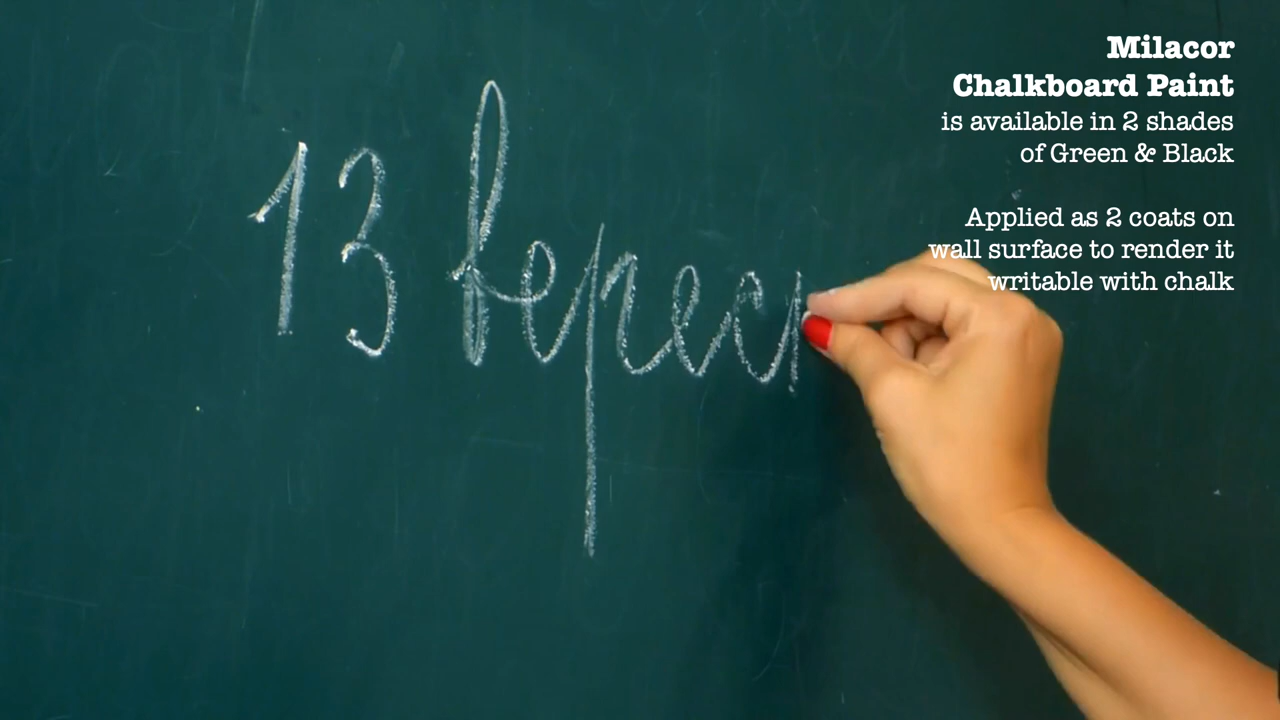 13 верес
Milacor
Chalkboard Paint
is available in 2 shades
of Green & Black
Applied as 2 coats on
wall surface to render it
writable with chalk